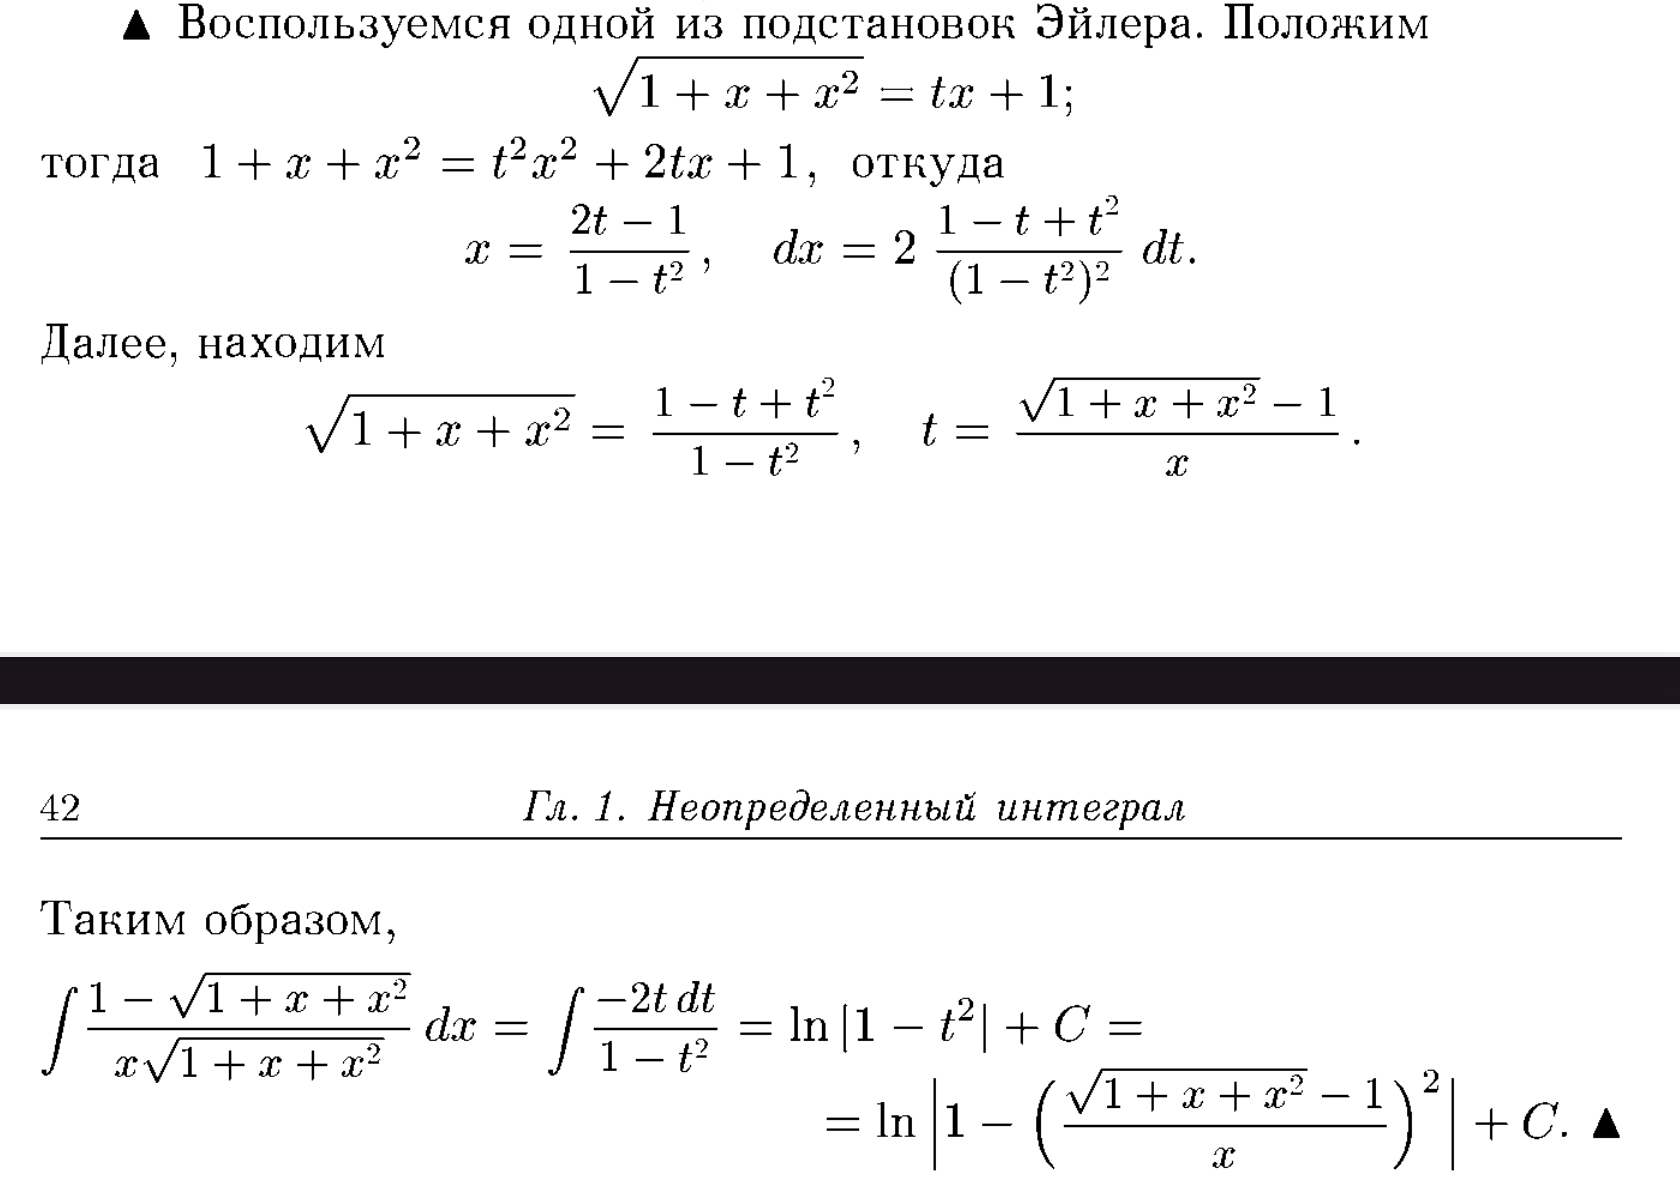 ▲ Воспользуемся одной из подстановок Эйлера. Положим
$\sqrt{1 + x + x^2} = tx + 1;$
тогда $1 + x + x^2 = t^2x^2 + 2tx + 1,$ откуда
$x = \frac{2t - 1}{1 - t^2}, \quad dx = 2 \frac{1 - t + t^2}{(1 - t^2)^2} \, dt.$
Далее, находим
$\sqrt{1 + x + x^2} = \frac{1 - t + t^2}{1 - t^2}, \quad t = \frac{\sqrt{1 + x + x^2} - 1}{x}.$
42 Гл. 1. Неопределенный интеграл
Таким образом,
$\int \frac{1 - \sqrt{1 + x + x^2}}{x\sqrt{1 + x + x^2}} \, dx = \int \frac{-2t \, dt}{1 - t^2} = \ln |1 - t^2| + C =$
$= \ln \left| 1 - \left( \frac{\sqrt{1 + x + x^2} - 1}{x} \right)^2 \right| + C.$ ▲